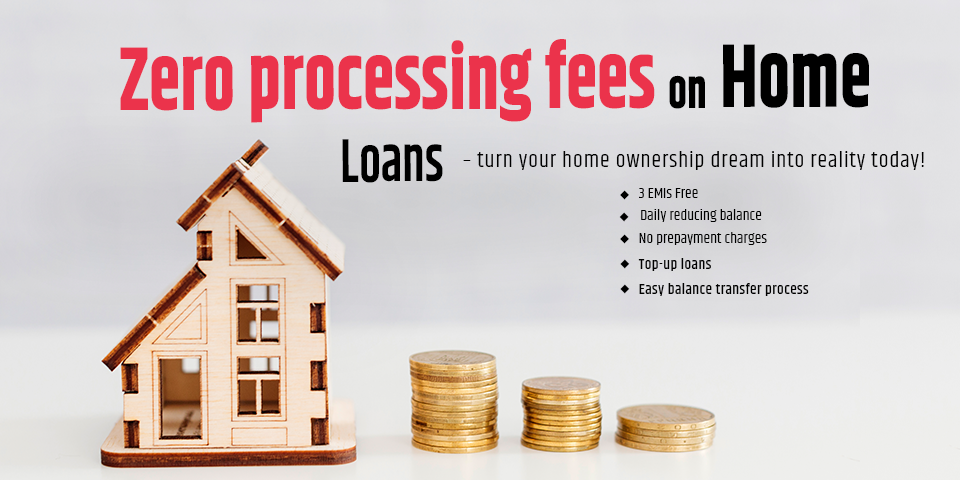 Zero processing fees on Home
Loans – turn your home ownership dream into reality today!
◆ 3 EMIs Free
◆ Daily reducing balance
◆ No prepayment charges
◆ Top-up loans
◆ Easy balance transfer process